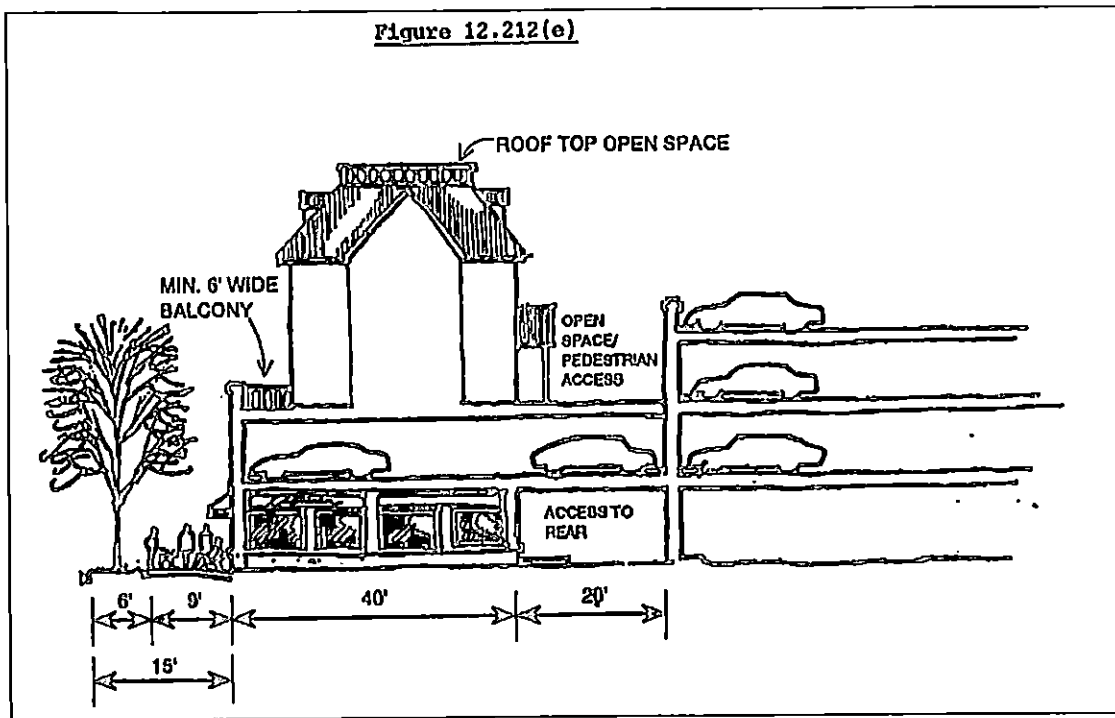 Figure 12.212(e)
ROOF TOP OPEN SPACE
MIN. 6' WIDE
BALCONY
OPEN
SPACE/
PEDESTRIAN
ACCESS
ACCESS TO
REAR
6'
9'
40'
20'
15'